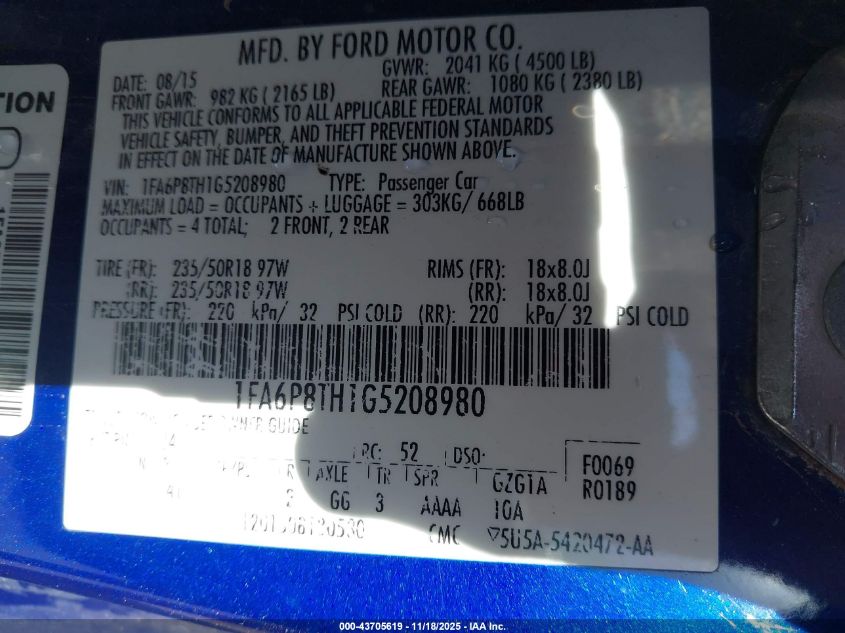 MFD. BY FORD MOTOR CO.
DATE: 08/15 GVWR: 2041 KG ( 4500 LB)
FRONT GAWR: 982 KG ( 2165 LB) REAR GAWR: 1080 KG ( 2380 LB)
THIS VEHICLE CONFORMS TO ALL APPLICABLE FEDERAL MOTOR
VEHICLE SAFETY, BUMPER, AND THEFT PREVENTION STANDARDS
IN EFFECT ON THE DATE OF MANUFACTURE SHOWN ABOVE.
VIN: 1FA6P8TH1G5208980 TYPE: Passenger Car
MAXIMUM LOAD = OCCUPANTS + LUGGAGE = 303KG/ 668LB
OCCUPANTS = 4 TOTAL; 2 FRONT, 2 REAR
TIRE (FR): 235/50R18 97W RIMS (FR): 18x8.0J
(RR): 235/50R18 97W (RR): 18x8.0J
PRESSURE (FR): 220 kPa/ 32 PSI COLD (RR): 220 kPa/ 32 PSI COLD
1FA6P8TH1G5208980
OWNER GUIDE
RC: 52 DSO: F0069
AXLE TR SPR GZG1A R0189
2 GG 3 AAAA 10A
CMC 5U5A-5420472-AA
000-43705619 11/18/2025 IAA Inc.